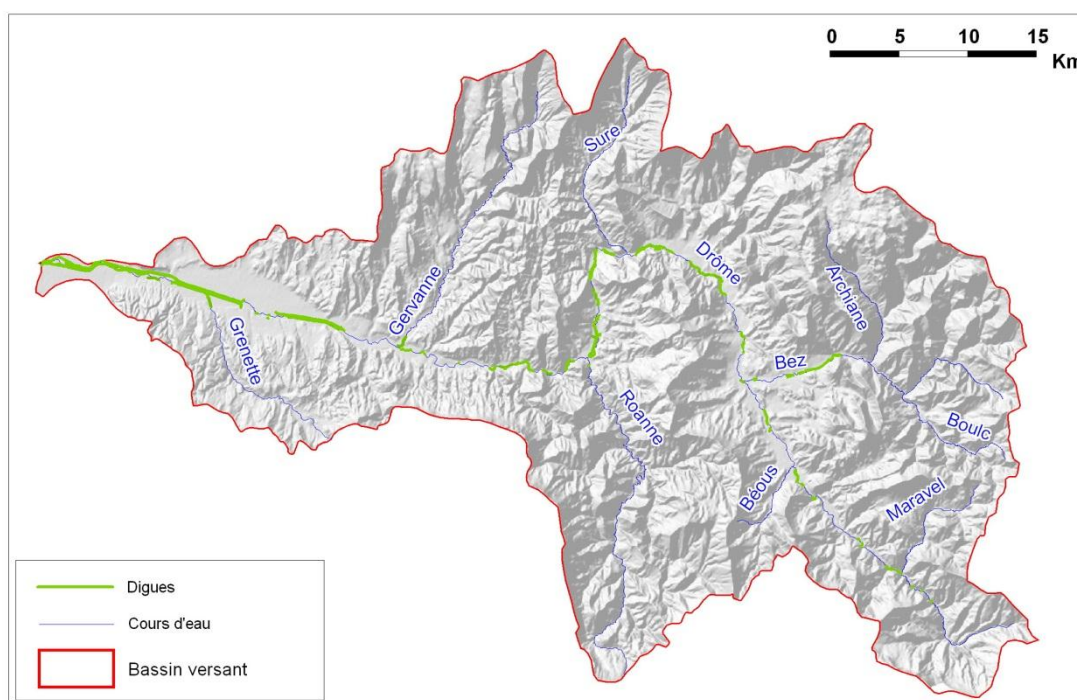 0 5 10 15
Km
Sure
Drôme
Gervanne
Archiane
Grenette
Bez
Roanne
Boulc
Béous
Maravel
Digues
Cours d'eau
Bassin versant